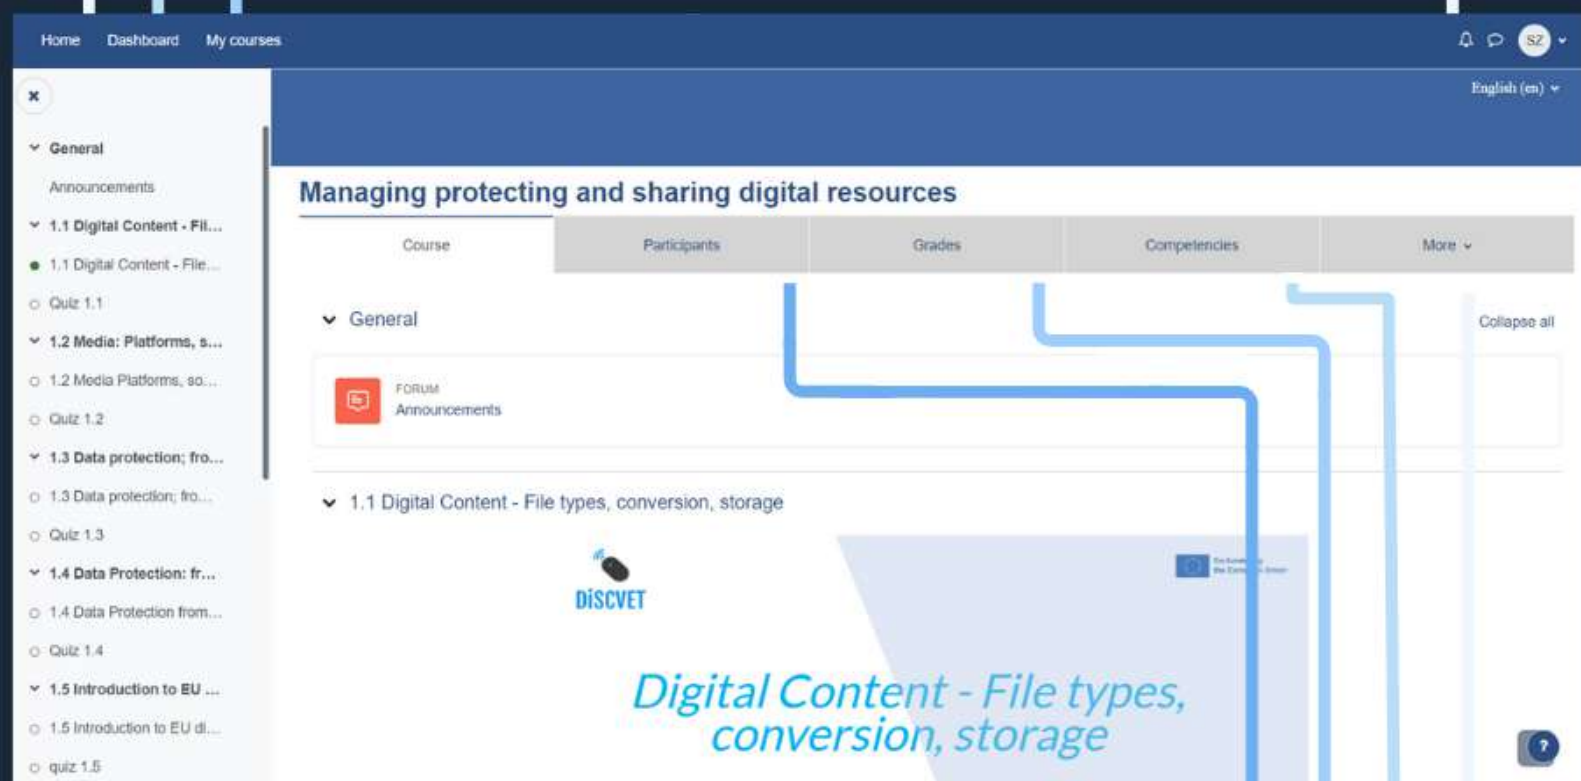 Home Dashboard My courses
SZ
English (en)
General
Announcements
1.1 Digital Content - Fil...
1.1 Digital Content - File...
Quiz 1.1
1.2 Media: Platforms, s...
1.2 Media Platforms, so...
Quiz 1.2
1.3 Data protection; fro...
1.3 Data protection; fro...
Quiz 1.3
1.4 Data Protection: fr...
1.4 Data Protection from...
Quiz 1.4
1.5 Introduction to EU ...
1.5 Introduction to EU di...
quiz 1.5
Managing protecting and sharing digital resources
Course Participants Grades Competencies More
General
Collapse all
FORUM
Announcements
1.1 Digital Content - File types, conversion, storage
DiSCVET
Digital Content - File types,
conversion, storage
?